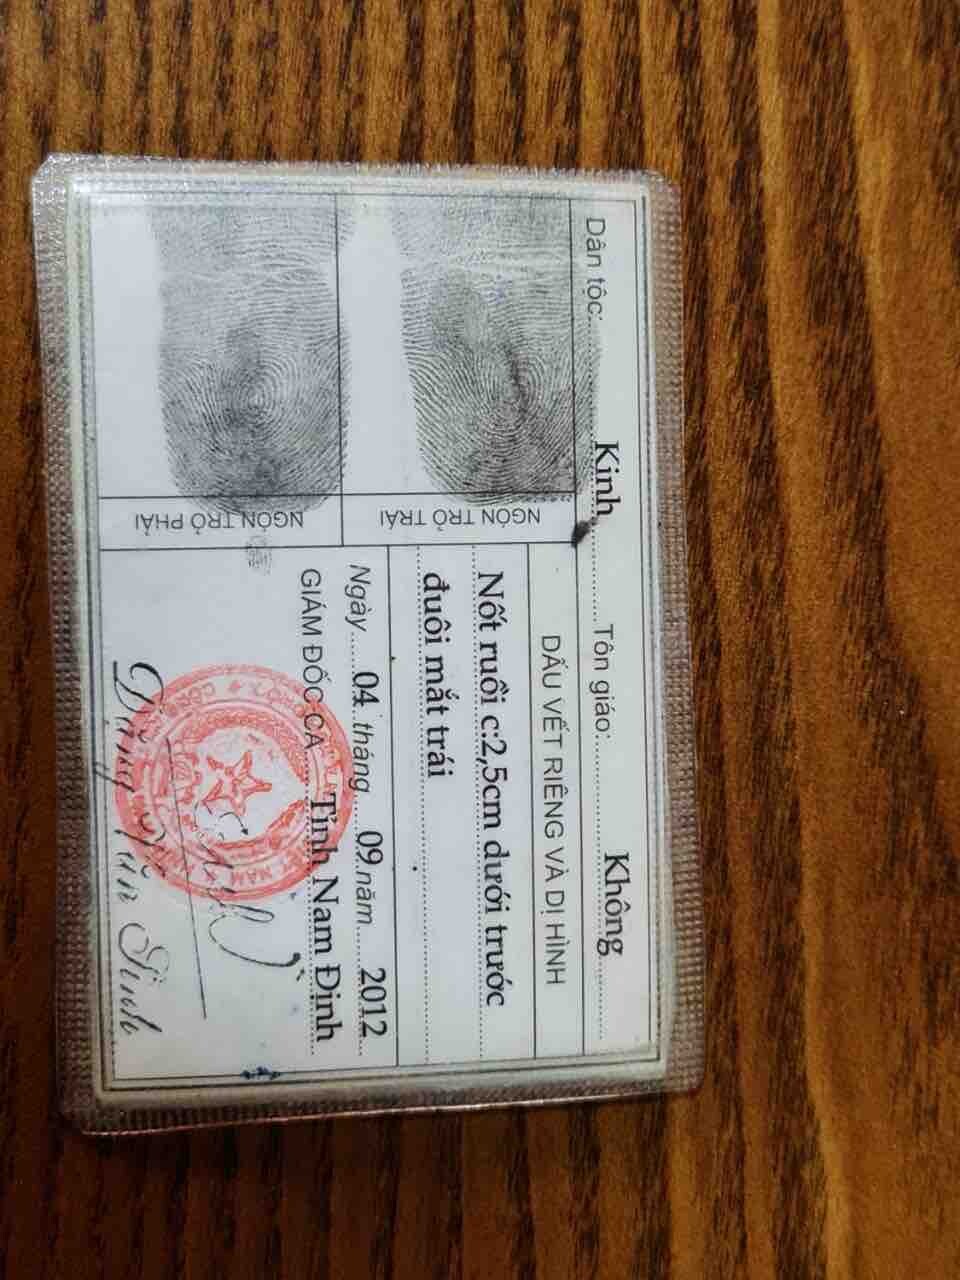 Dân tộc: Kinh Tôn giáo: Không
NGÓN TRỎ TRÁI
NGÓN TRỎ PHẢI
DẤU VẾT RIÊNG VÀ DỊ HÌNH
Nốt ruồi c:2,5cm dưới trước
đuôi mắt trái
Ngày 04 tháng 09 năm 2012
GIÁM ĐỐC CA Tỉnh Nam Định